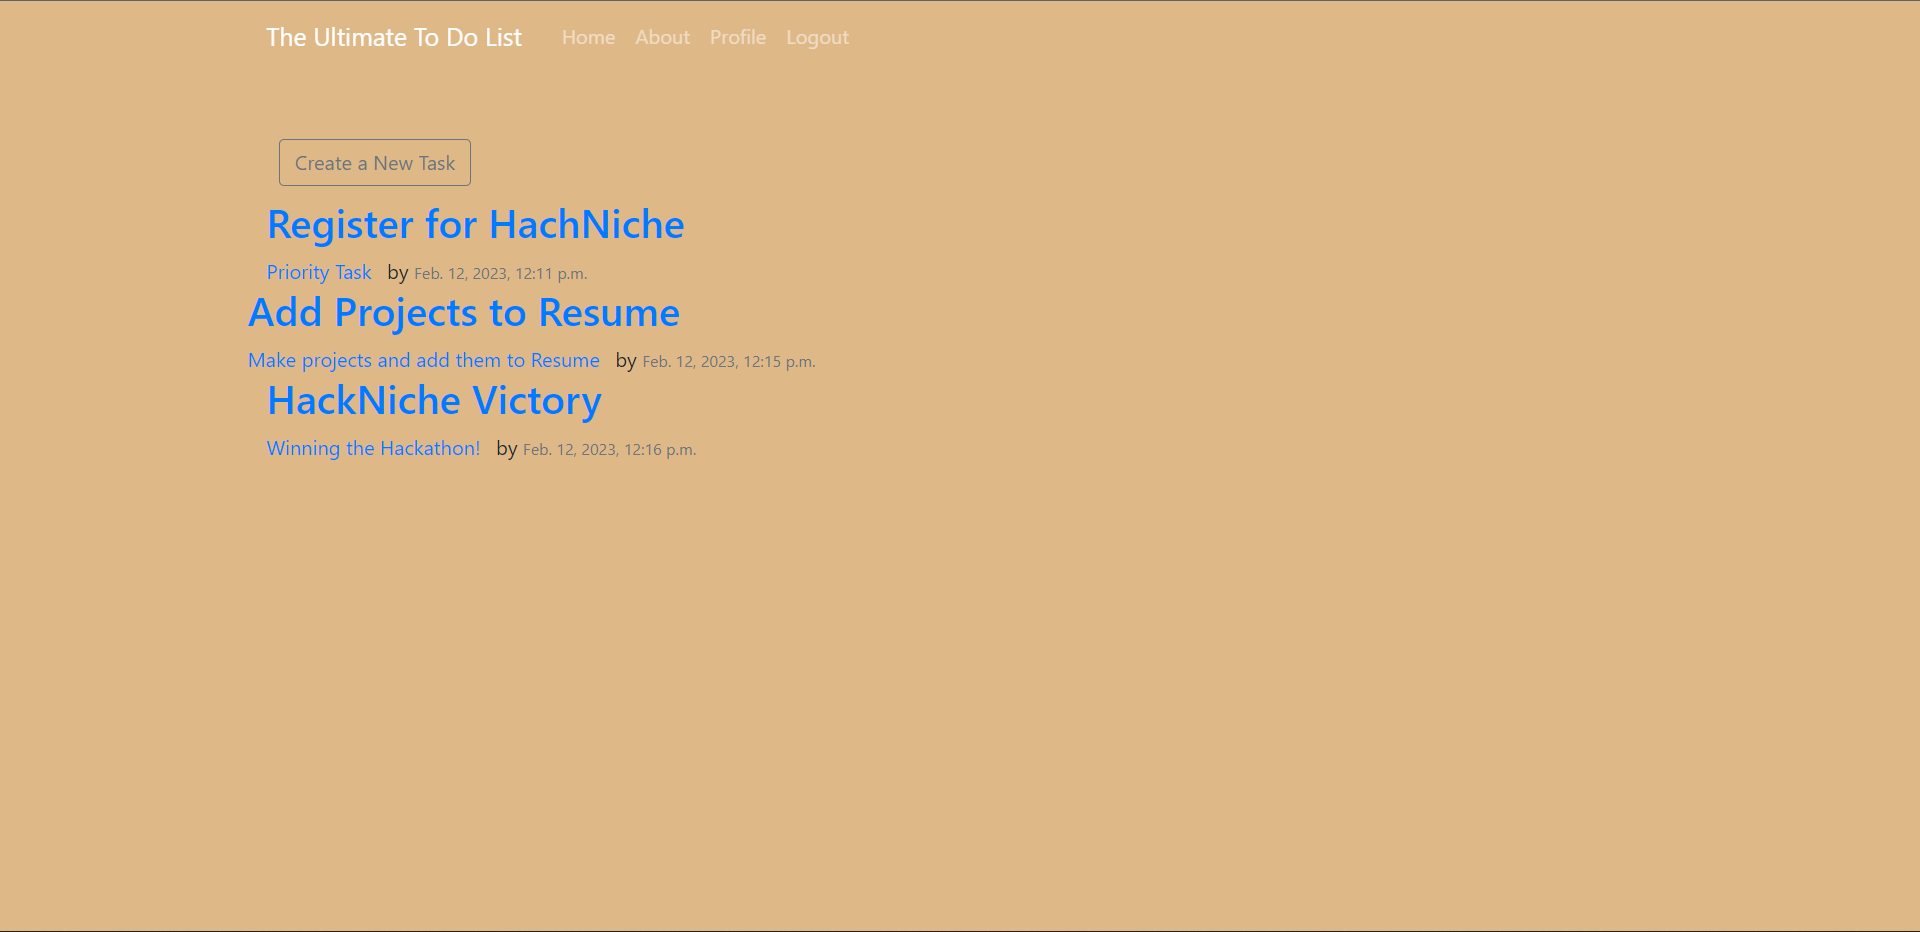 The Ultimate To Do List Home About Profile Logout
Create a New Task
Register for HachNiche
Priority Task by Feb. 12, 2023, 12:11 p.m.
Add Projects to Resume
Make projects and add them to Resume by Feb. 12, 2023, 12:15 p.m.
HackNiche Victory
Winning the Hackathon! by Feb. 12, 2023, 12:16 p.m.